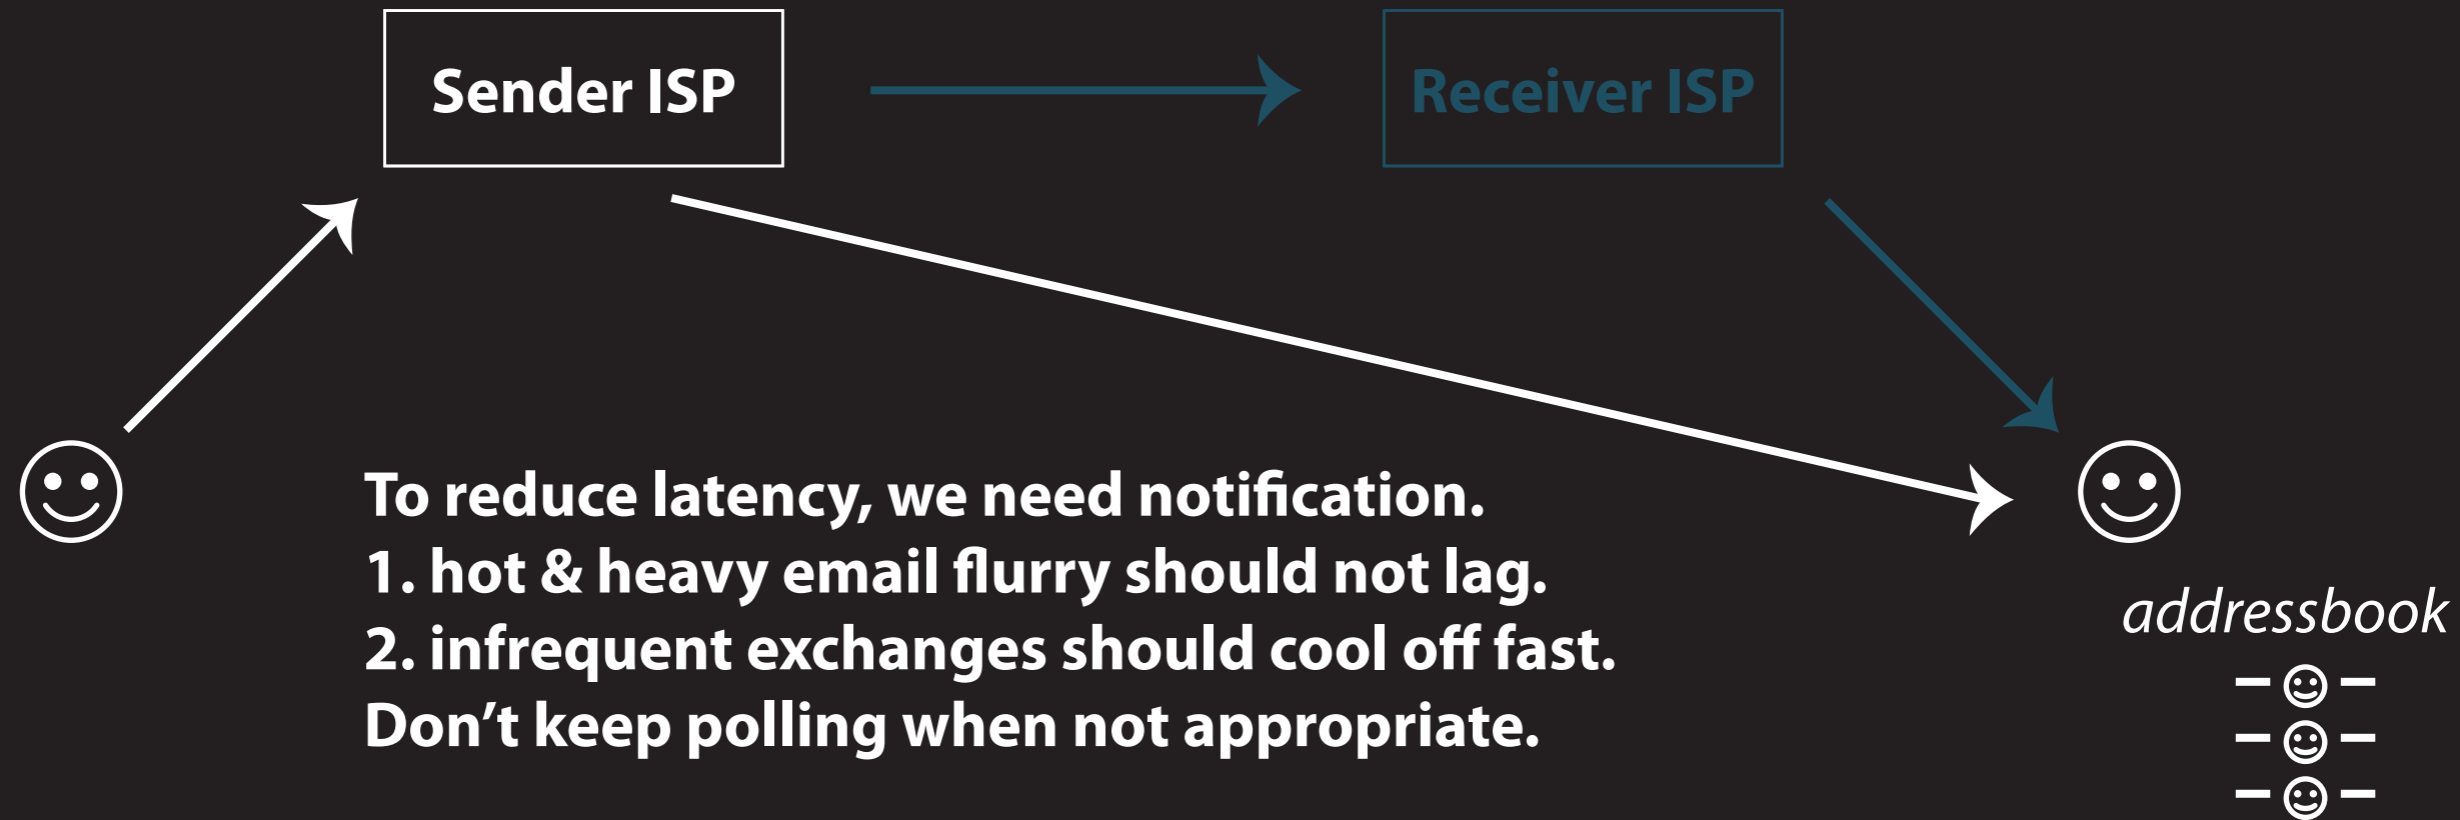 Sender ISP
Receiver ISP
To reduce latency, we need notification.
1. hot & heavy email flurry should not lag.
2. infrequent exchanges should cool off fast.
Don’t keep polling when not appropriate.
addressbook